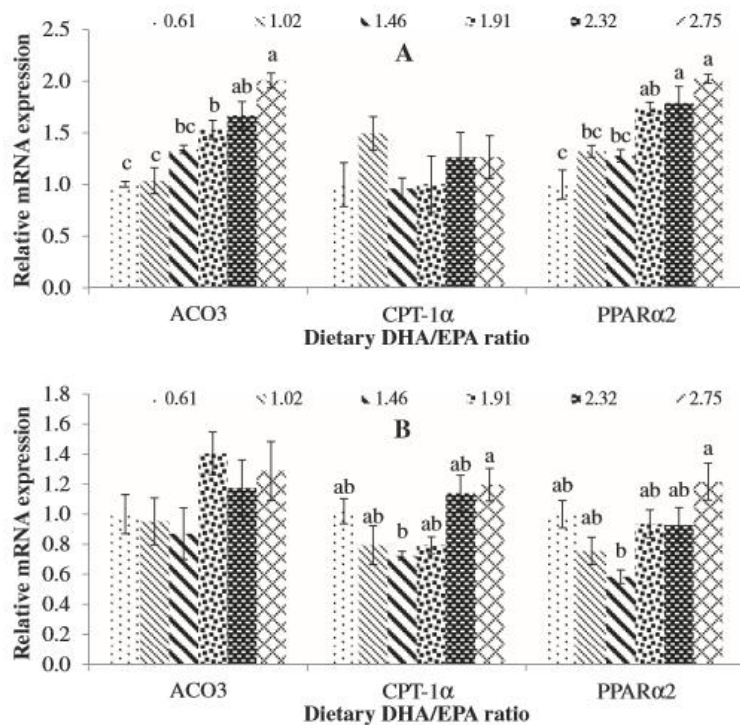 0.61 1.02 1.46 1.91 2.32 2.75
A
Relative mRNA expression
2.5
2.0
1.5
1.0
0.5
0.0
c c bc b ab a
c bc bc ab a a
ACO3 CPT-1α PPARα2
Dietary DHA/EPA ratio
0.61 1.02 1.46 1.91 2.32 2.75
B
Relative mRNA expression
1.8
1.6
1.4
1.2
1.0
0.8
0.6
0.4
0.2
0.0
ab ab b ab ab a
ab ab b ab ab a
ACO3 CPT-1α PPARα2
Dietary DHA/EPA ratio